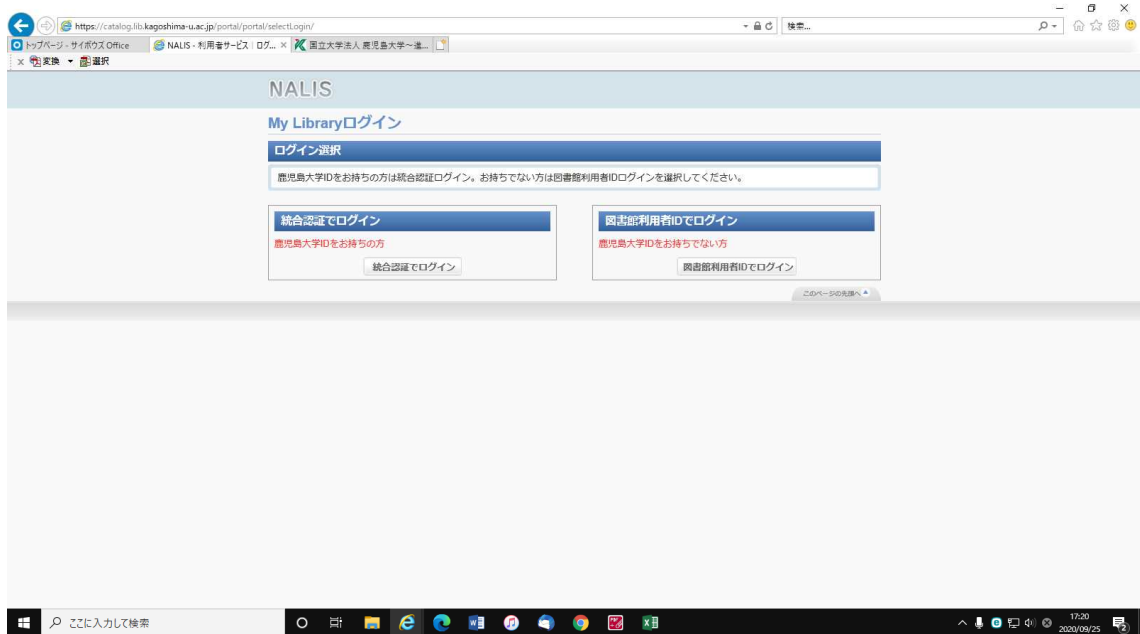 https://catalog.lib.kagoshima-u.ac.jp/portal/portal/selectLogin/
検索...
トップページ - サイボウズ Office
NALIS - 利用者サービス | ログ...
国立大学法人 鹿児島大学～進...
x 変換 選択
NALIS
My Libraryログイン
ログイン選択
鹿児島大学IDをお持ちの方は統合認証ログイン。お持ちでない方は図書館利用者IDログインを選択してください。
統合認証でログイン
鹿児島大学IDをお持ちの方
統合認証でログイン
図書館利用者IDでログイン
鹿児島大学IDをお持ちでない方
図書館利用者IDでログイン
このページの先頭へ
ここに入力して検索
17:20
2020/09/25
2